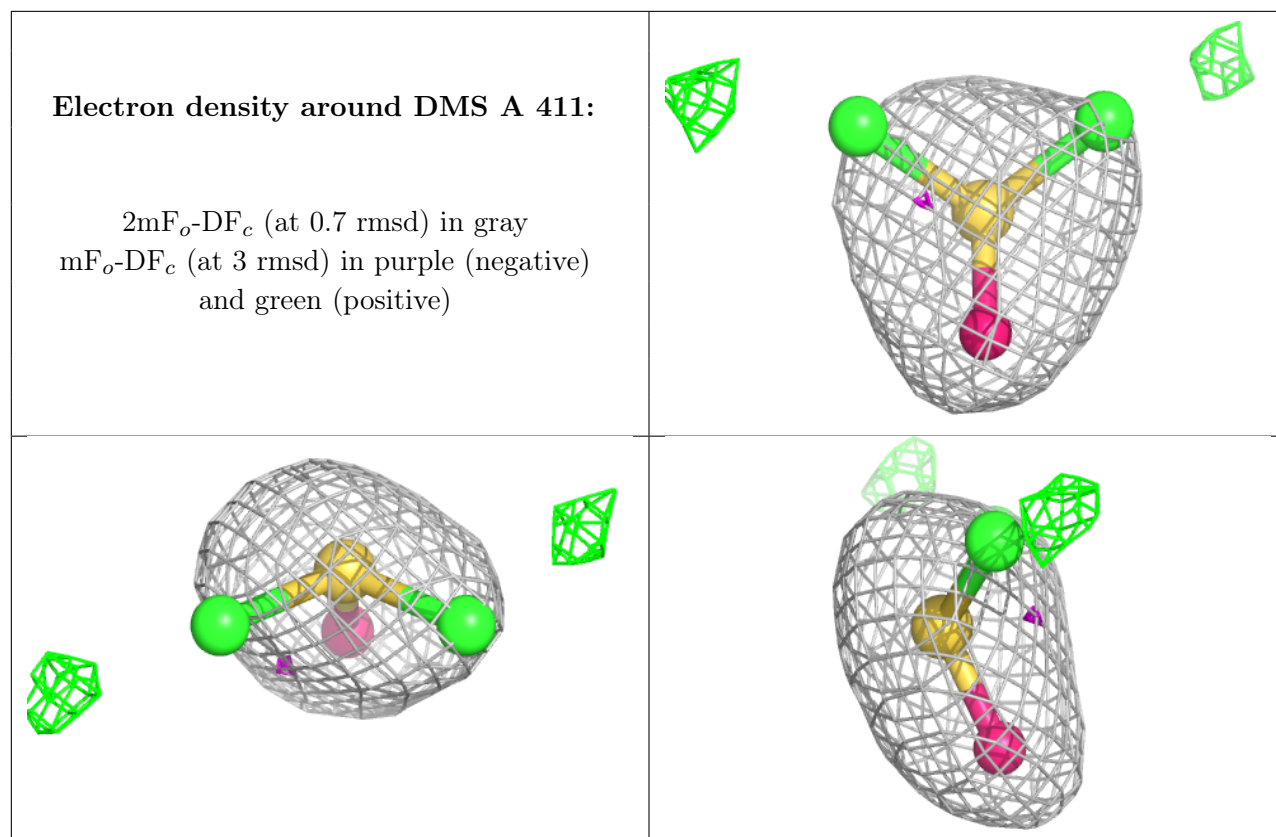 Electron density around DMS A 411:
2mFo-DFc (at 0.7 rmsd) in gray
mFo-DFc (at 3 rmsd) in purple (negative)
and green (positive)